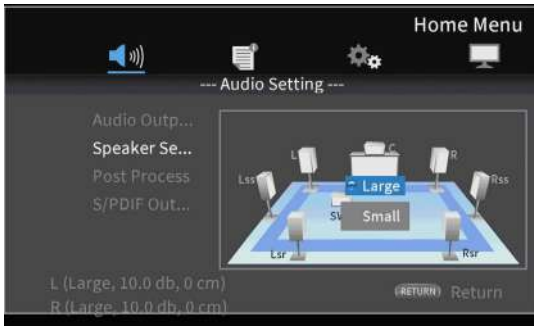 Home Menu
--- Audio Setting ---
Audio Outp...
Speaker Se...
Post Process
S/PDIF Out...
L
C
R
Lss
Rss
Large
Small
Lsr
Rsr
L (Large, 10.0 db, 0 cm)
R (Large, 10.0 db, 0 cm)
RETURN Return